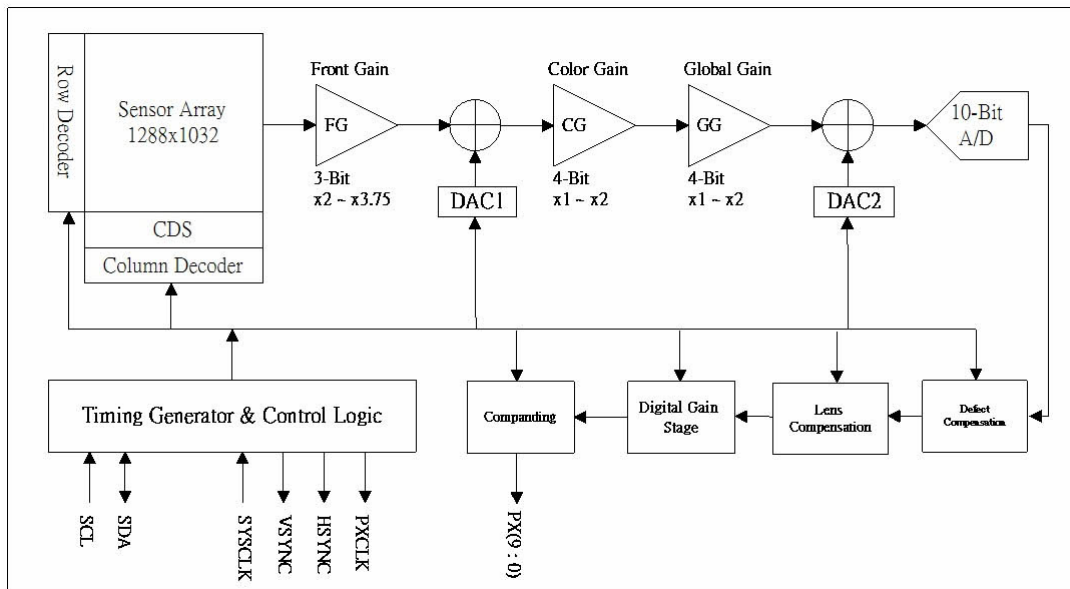 Row Decoder
Sensor Array
1288x1032
CDS
Column Decoder
Front Gain
FG
3-Bit
x2 ~ x3.75
DAC1
Color Gain
CG
4-Bit
x1 ~ x2
Global Gain
GG
4-Bit
x1 ~ x2
DAC2
10-Bit
A/D
Timing Generator & Control Logic
Companding
Digital Gain
Stage
Lens
Compensation
Defect
Compensation
SCL
SDA
SYSCLK
VSYNC
HSYNC
PXCLK
PX(9 : 0)